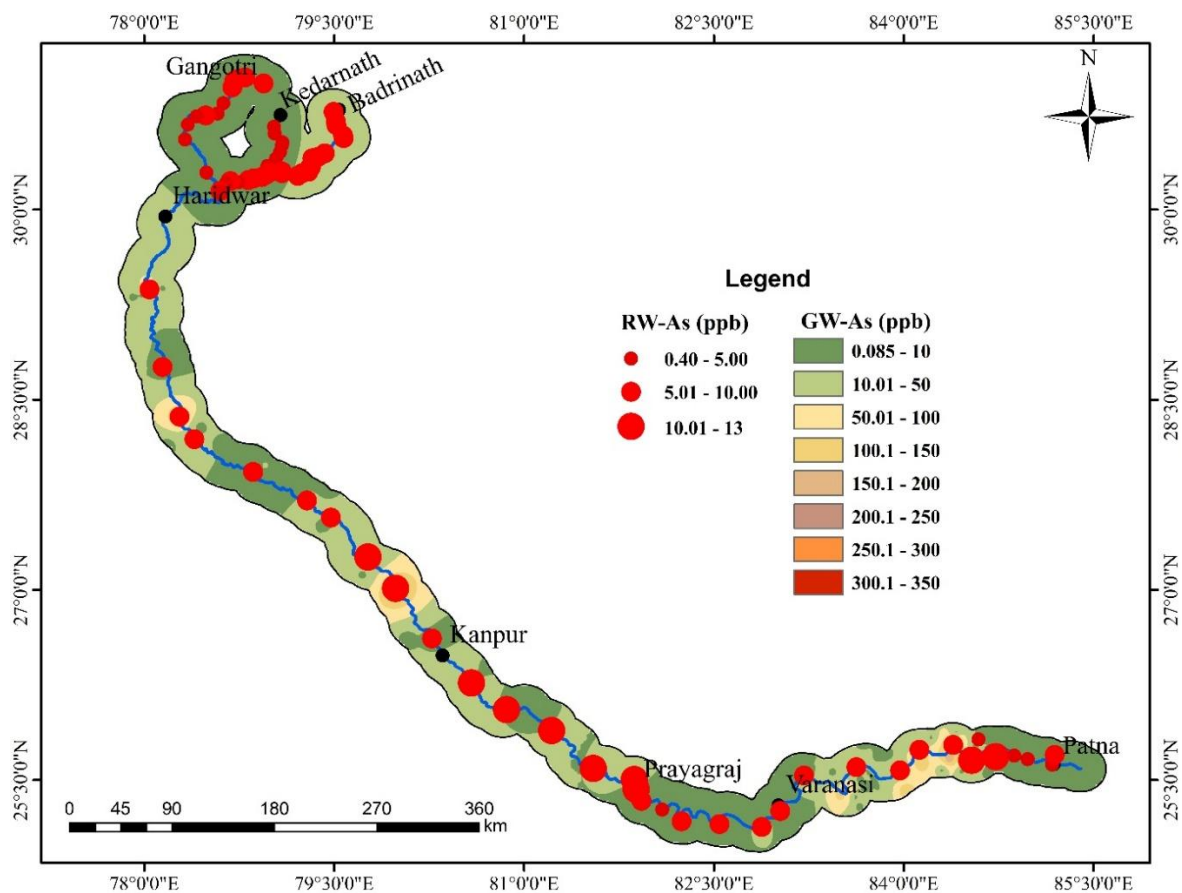 78°0'0"E 79°30'0"E 81°0'0"E 82°30'0"E 84°0'0"E 85°30'0"E
Gangotri
Kedarnath
Badrinath
N
30°0'0"N
Haridwar
30°0'0"N
Legend
RW-As (ppb)
0.40 - 5.00
5.01 - 10.00
10.01 - 13
GW-As (ppb)
0.085 - 10
10.01 - 50
50.01 - 100
100.1 - 150
150.1 - 200
200.1 - 250
250.1 - 300
300.1 - 350
28°30'0"N
28°30'0"N
27°0'0"N
27°0'0"N
Kanpur
25°30'0"N
Prayagraj
Varanasi
Patna
25°30'0"N
0 45 90 180 270 360
km
78°0'0"E 79°30'0"E 81°0'0"E 82°30'0"E 84°0'0"E 85°30'0"E